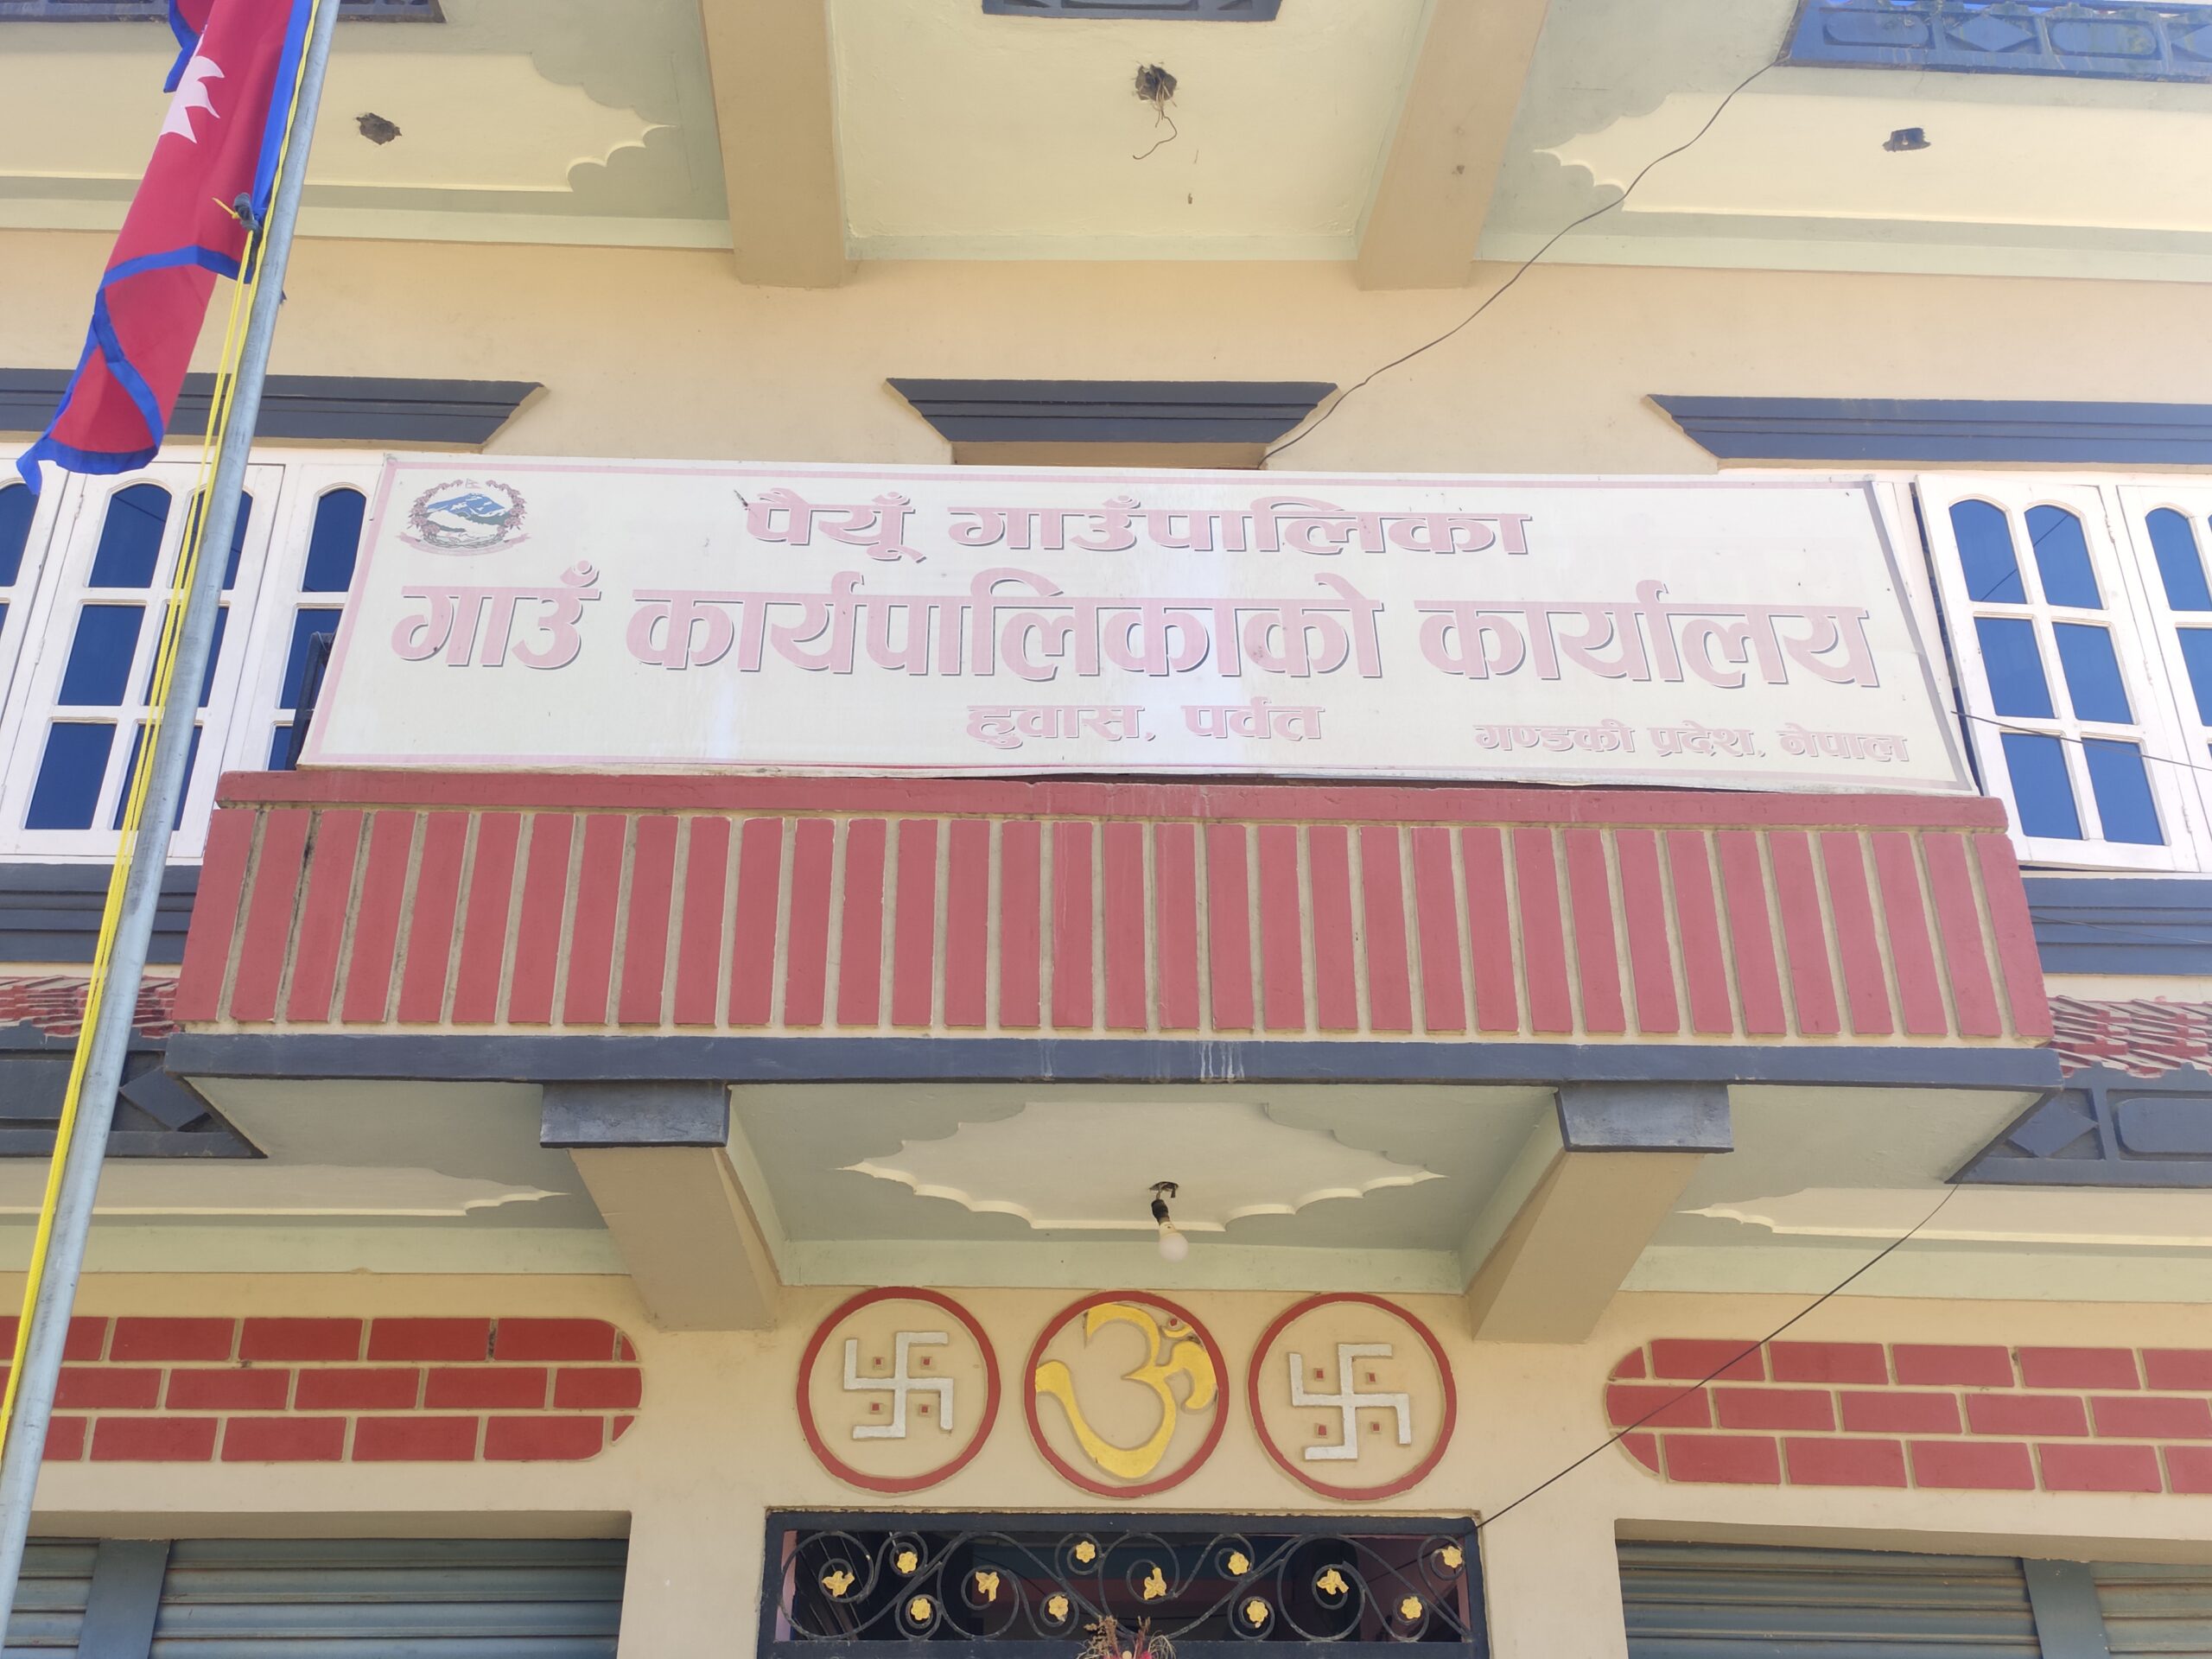 पैयूँ गाउँपालिका
गाउँ कार्यपालिकाको कार्यालय
हुवास, पर्वत
गण्डकी प्रदेश, नेपाल
ॐ